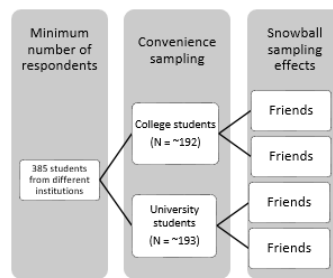 Minimum
number of
respondents
Convenience
sampling
Snowball
sampling
effects
385 students
from different
institutions
College students
(N = ~192)
University
students
(N = ~193)
Friends
Friends
Friends
Friends